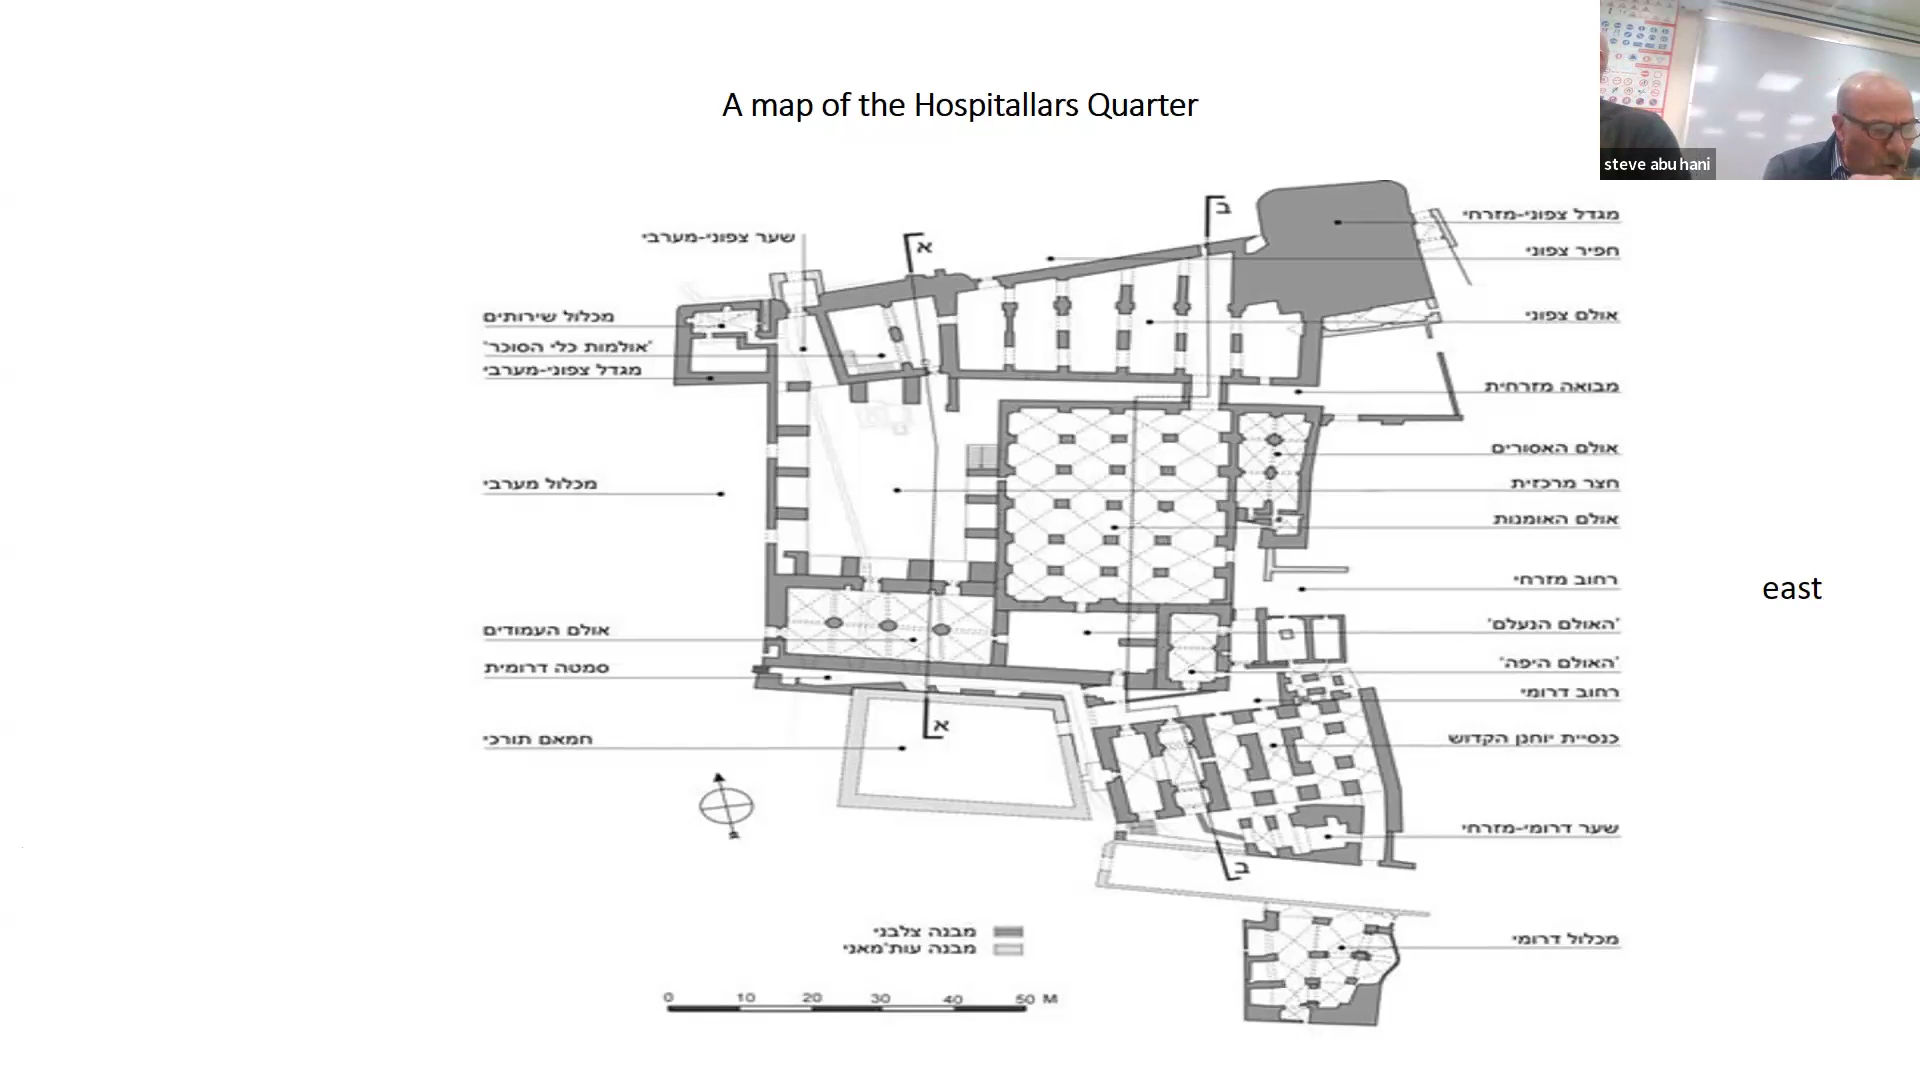 A map of the Hospitallars Quarter
steve abu hani
שער צפוני-מערבי
מכלול שירותים
'אולמות כלי הסוכר'
מגדל צפוני-מערבי
מכלול מערבי
אולם העמודים
סמטה דרומית
חמאם תורכי
א
ב
מגדל צפוני-מזרחי
חפיר צפוני
אולם צפוני
מבואה מזרחית
אולם האסורים
חצר מרכזית
אולם האומנות
רחוב מזרחי
'האולם הנעלם'
'האולם היפה'
רחוב דרומי
כנסיית יוחנן הקדוש
שער דרומי-מזרחי
מכלול דרומי
east
א
ב
מבנה צלבני
מבנה עות'מאני
0 10 20 30 40 50 M